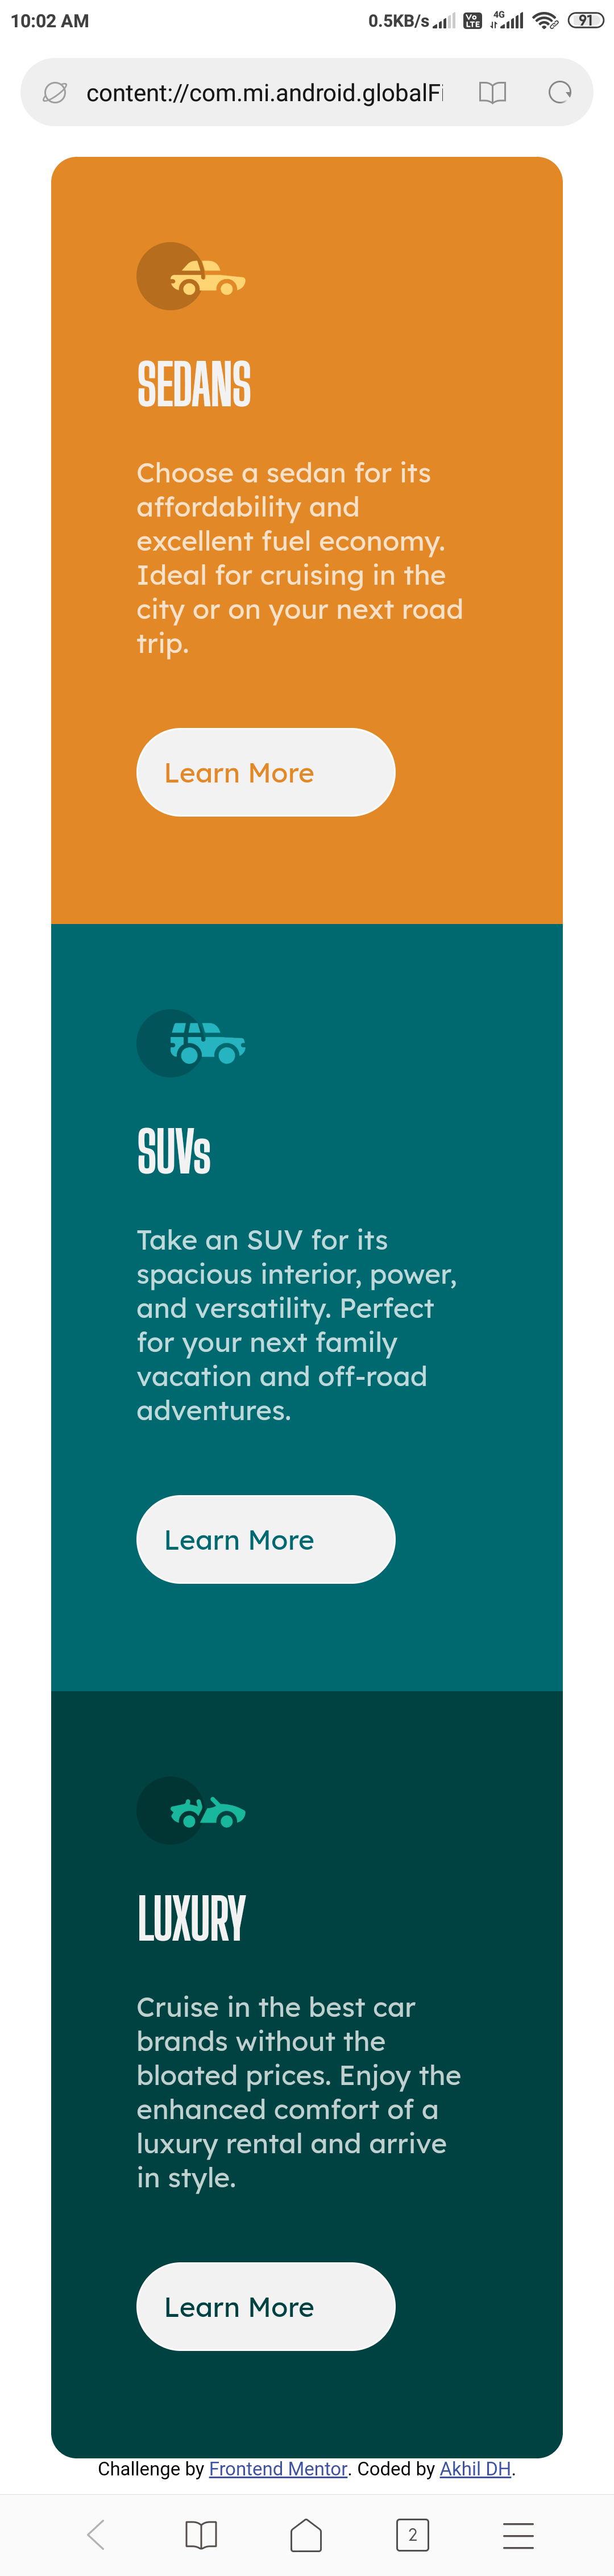 10:02 AM
0.5KB/s
Vo LTE
4G
91
content://com.mi.android.globalFi
SEDANS
Choose a sedan for its
affordability and
excellent fuel economy.
Ideal for cruising in the
city or on your next road
trip.
Learn More
SUVs
Take an SUV for its
spacious interior, power,
and versatility. Perfect
for your next family
vacation and off-road
adventures.
Learn More
LUXURY
Cruise in the best car
brands without the
bloated prices. Enjoy the
enhanced comfort of a
luxury rental and arrive
in style.
Learn More
Challenge by Frontend Mentor. Coded by Akhil DH.
2